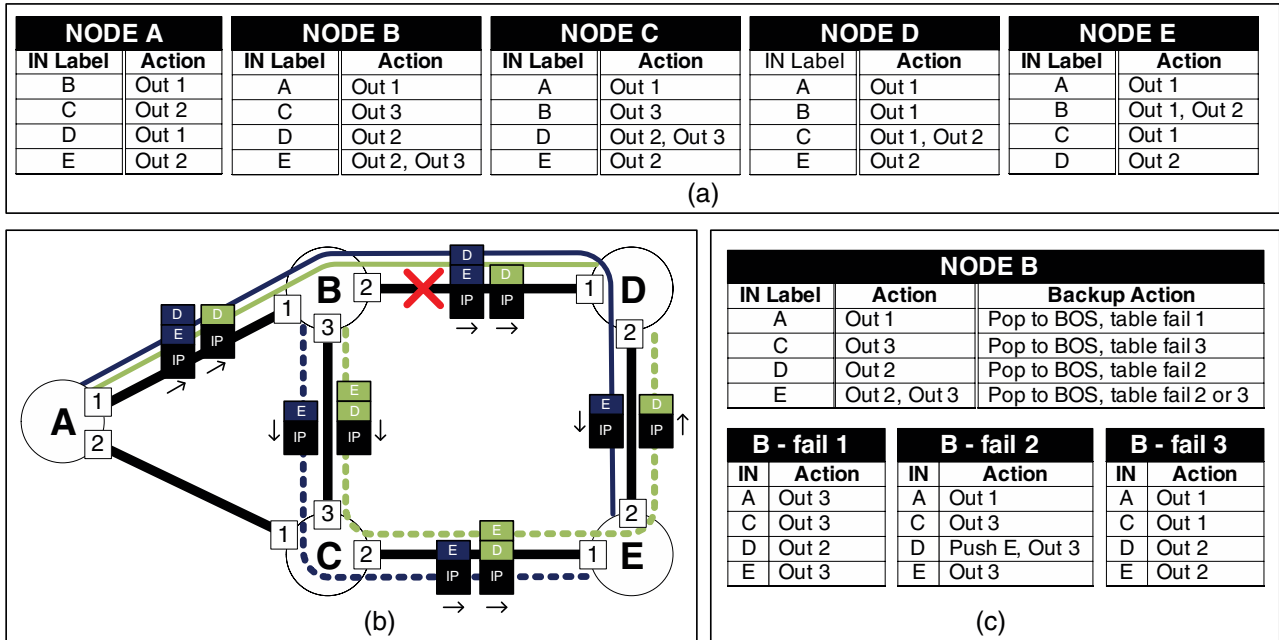 NODE A NODE B NODE C NODE D NODE E
IN Label Action IN Label Action IN Label Action IN Label Action IN Label Action
B Out 1 A Out 1 A Out 1 A Out 1 A Out 1
C Out 2 C Out 3 B Out 3 B Out 1 B Out 1, Out 2
D Out 1 D Out 2 D Out 2, Out 3 C Out 1, Out 2 C Out 1
E Out 2 E Out 2, Out 3 E Out 2 E Out 2 D Out 2
(a)
D
E D
IP IP
→ →
B 2 1 D
1 3 2
D
E D
IP IP
→ →
A 1
2
E
E D
IP IP
↓ ↓
E D
IP IP
↓ ↑
3 2
1 C 2 1 E
E
E D
IP IP
→ →
(b)
NODE B
IN Label Action Backup Action
A Out 1 Pop to BOS, table fail 1
C Out 3 Pop to BOS, table fail 3
D Out 2 Pop to BOS, table fail 2
E Out 2, Out 3 Pop to BOS, table fail 2 or 3
B - fail 1 B - fail 2 B - fail 3
IN Action IN Action IN Action
A Out 3 A Out 1 A Out 1
C Out 3 C Out 3 C Out 1
D Out 2 D Push E, Out 3 D Out 2
E Out 3 E Out 3 E Out 2
(c)